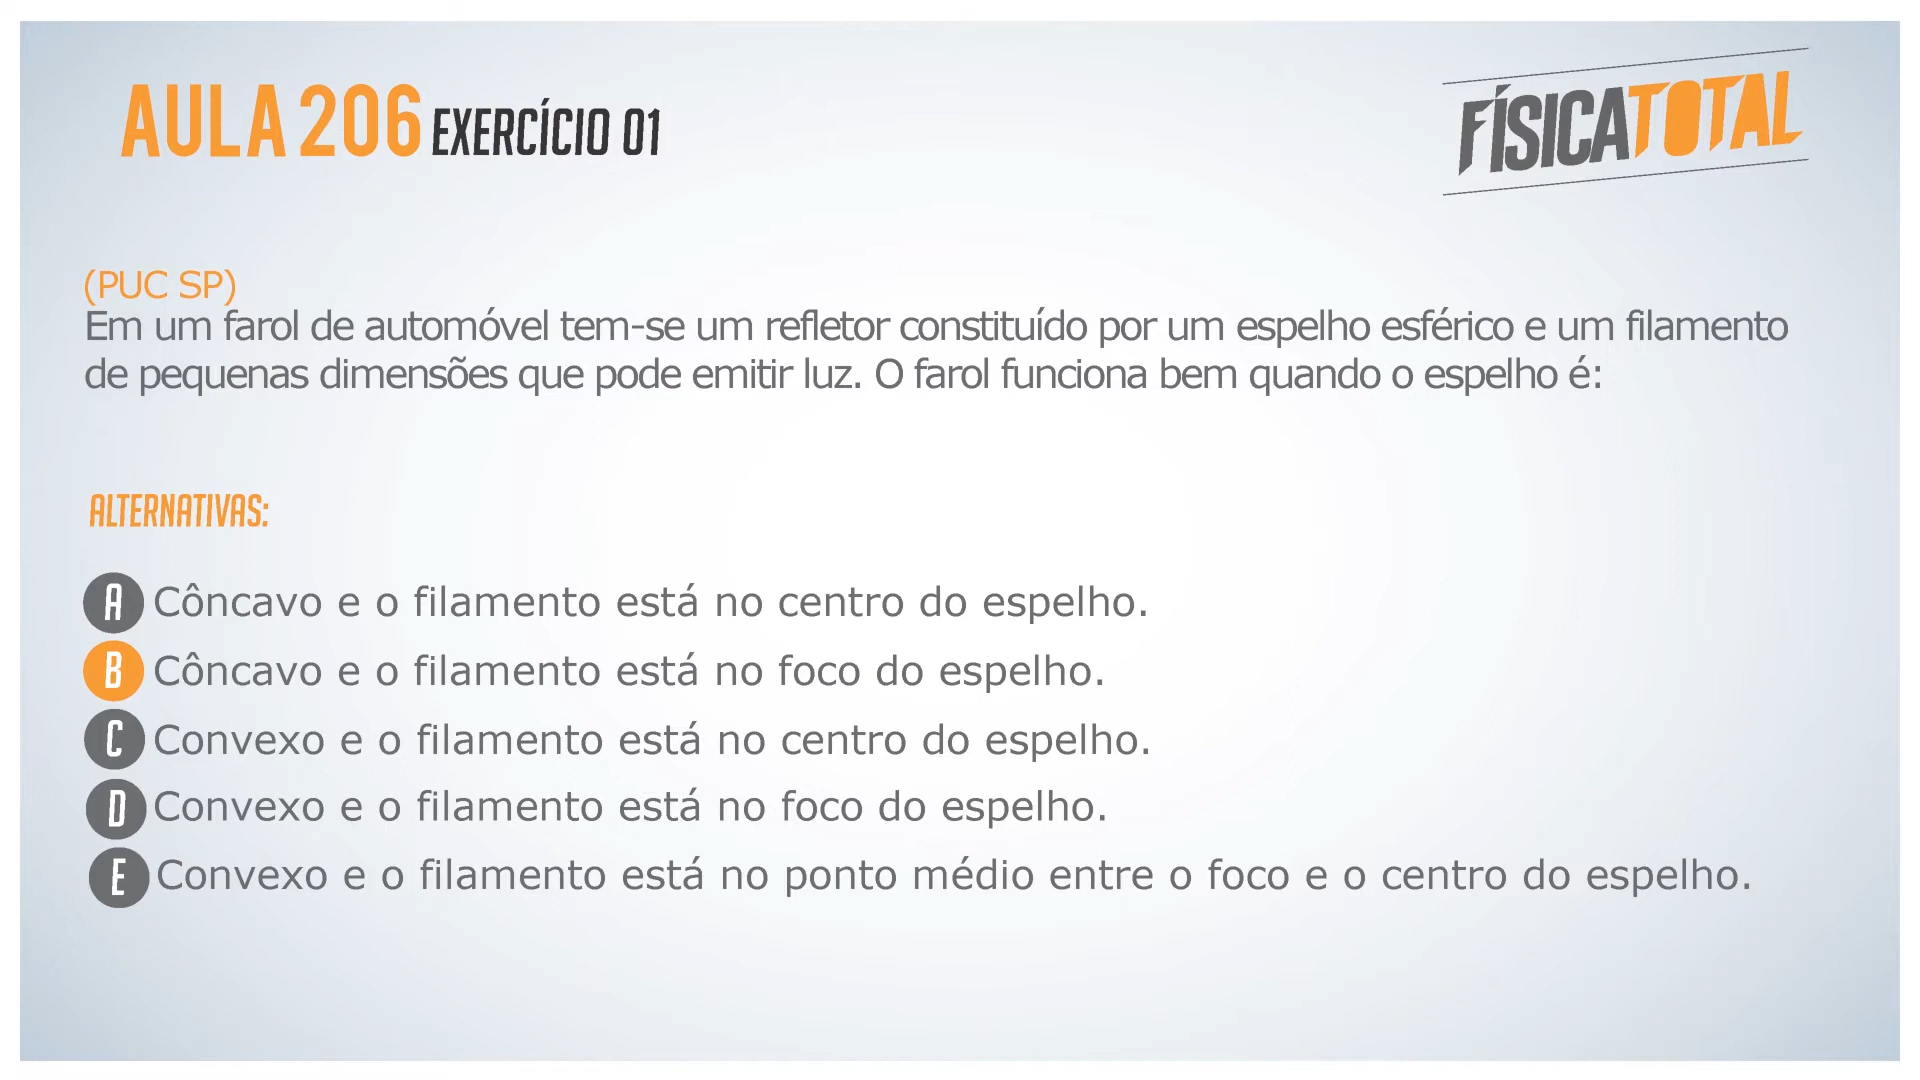 AULA 206 EXERCÍCIO 01
FÍSICATOTAL
(PUC SP)
Em um farol de automóvel tem-se um refletor constituído por um espelho esférico e um filamento
de pequenas dimensões que pode emitir luz. O farol funciona bem quando o espelho é:
ALTERNATIVAS:
A Côncavo e o filamento está no centro do espelho.
B Côncavo e o filamento está no foco do espelho.
C Convexo e o filamento está no centro do espelho.
D Convexo e o filamento está no foco do espelho.
E Convexo e o filamento está no ponto médio entre o foco e o centro do espelho.